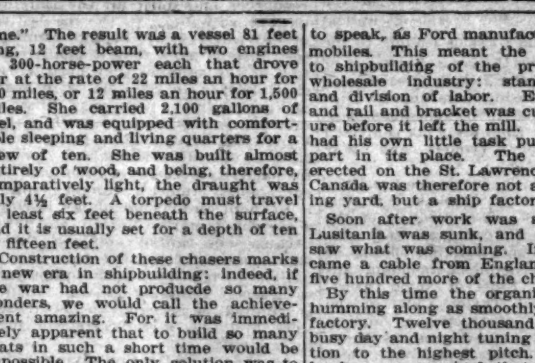 ne." The result was a vessel 81 feet
ng, 12 feet beam, with two engines
300-horse-power each that drove
r at the rate of 22 miles an hour for
0 miles, or 12 miles an hour for 1,500
les. She carried 2,100 gallons of
el, and was equipped with comfort-
ble sleeping and living quarters for a
ew of ten. She was built almost
tirely of wood, and being, therefore,
mparatively light, the draught was
ly 4½ feet. A torpedo must travel
least six feet beneath the surface,
d it is usually set for a depth of ten
fifteen feet.
Construction of these chasers marks
new era in shipbuilding: indeed, if
e war had not producde so many
onders, we would call the achieve-
ent amazing. For it was immedi-
ely apparent that to build so many
ats in such a short time would be
possible. The only solution was to
to speak, as Ford manufac
mobiles. This meant the
to shipbuilding of the pr
wholesale industry: stan
and division of labor. E
and rail and bracket was cu
ure before it left the mill.
had his own little task pu
part in its place. The
erected on the St. Lawrenc
Canada was therefore not a
ing yard, but a ship factor
Soon after work was
Lusitania was sunk, and
saw what was coming. I
came a cable from Englan
five hundred more of the c
By this time the organi
humming along as smoothly
factory. Twelve thousand
busy day and night tuning
tion to the highest pitch.